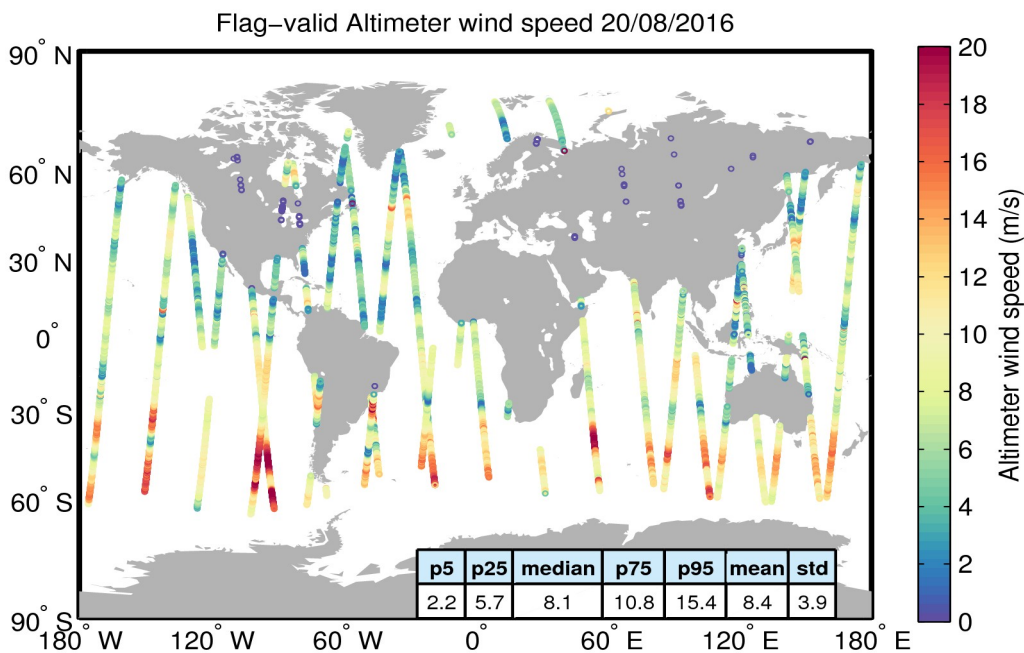 Flag−valid Altimeter wind speed 20/08/2016
90° N
60° N
30° N
0°
30° S
60° S
90° S
180° W
120° W
60° W
0°
60° E
120° E
180° E
p5 p25 median p75 p95 mean std
2.2 5.7 8.1 10.8 15.4 8.4 3.9
20
18
16
14
12
10
8
6
4
2
0
Altimeter wind speed (m/s)